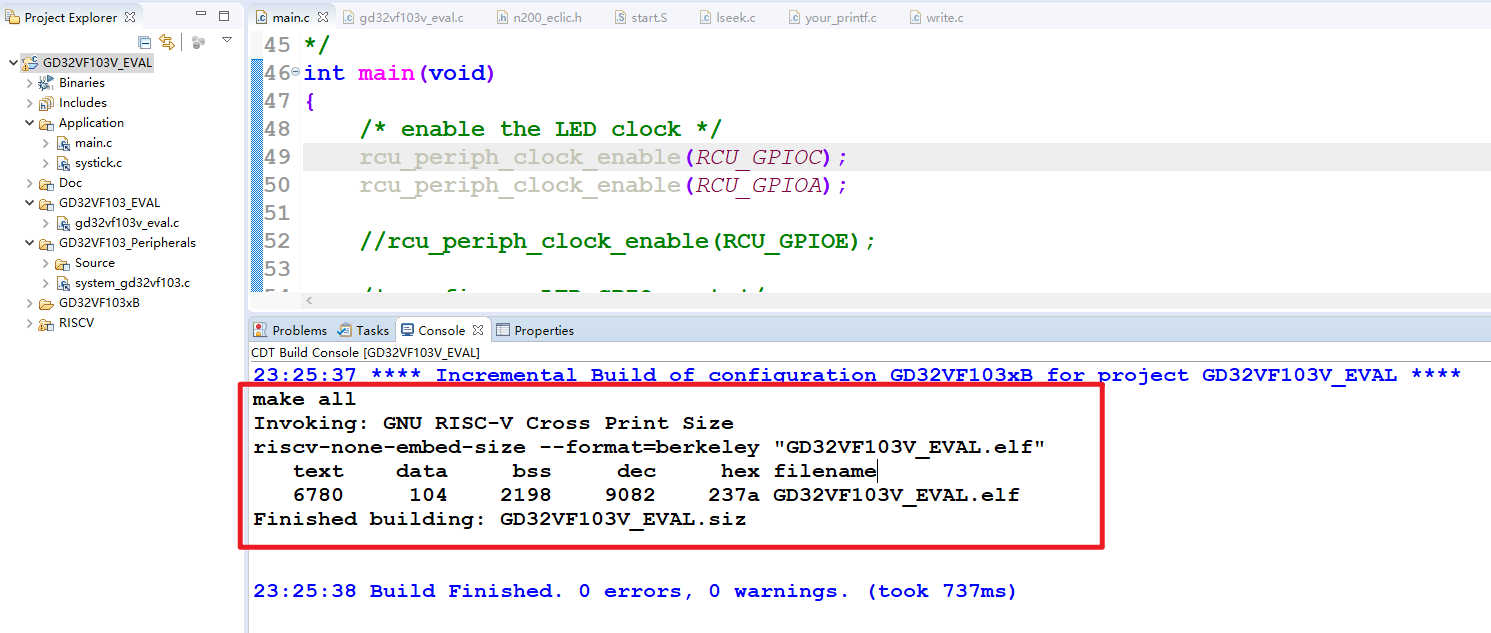 Project Explorer
GD32VF103V_EVAL
Binaries
Includes
Application
main.c
systick.c
Doc
GD32VF103_EVAL
gd32vf103v_eval.c
GD32VF103_Peripherals
Source
system_gd32vf103.c
GD32VF103xB
RISCV
main.c gd32vf103v_eval.c n200_eclic.h start.S lseek.c your_printf.c write.c
45 */
46 int main(void)
47 {
48 /* enable the LED clock */
49 rcu_periph_clock_enable(RCU_GPIOC);
50 rcu_periph_clock_enable(RCU_GPIOA);
51
52 //rcu_periph_clock_enable(RCU_GPIOE);
53
Problems Tasks Console Properties
CDT Build Console [GD32VF103V_EVAL]
23:25:37 **** Incremental Build of configuration GD32VF103xB for project GD32VF103V_EVAL ****
make all
Invoking: GNU RISC-V Cross Print Size
riscv-none-embed-size --format=berkeley "GD32VF103V_EVAL.elf"
text data bss dec hex filename
6780 104 2198 9082 237a GD32VF103V_EVAL.elf
Finished building: GD32VF103V_EVAL.siz
23:25:38 Build Finished. 0 errors, 0 warnings. (took 737ms)